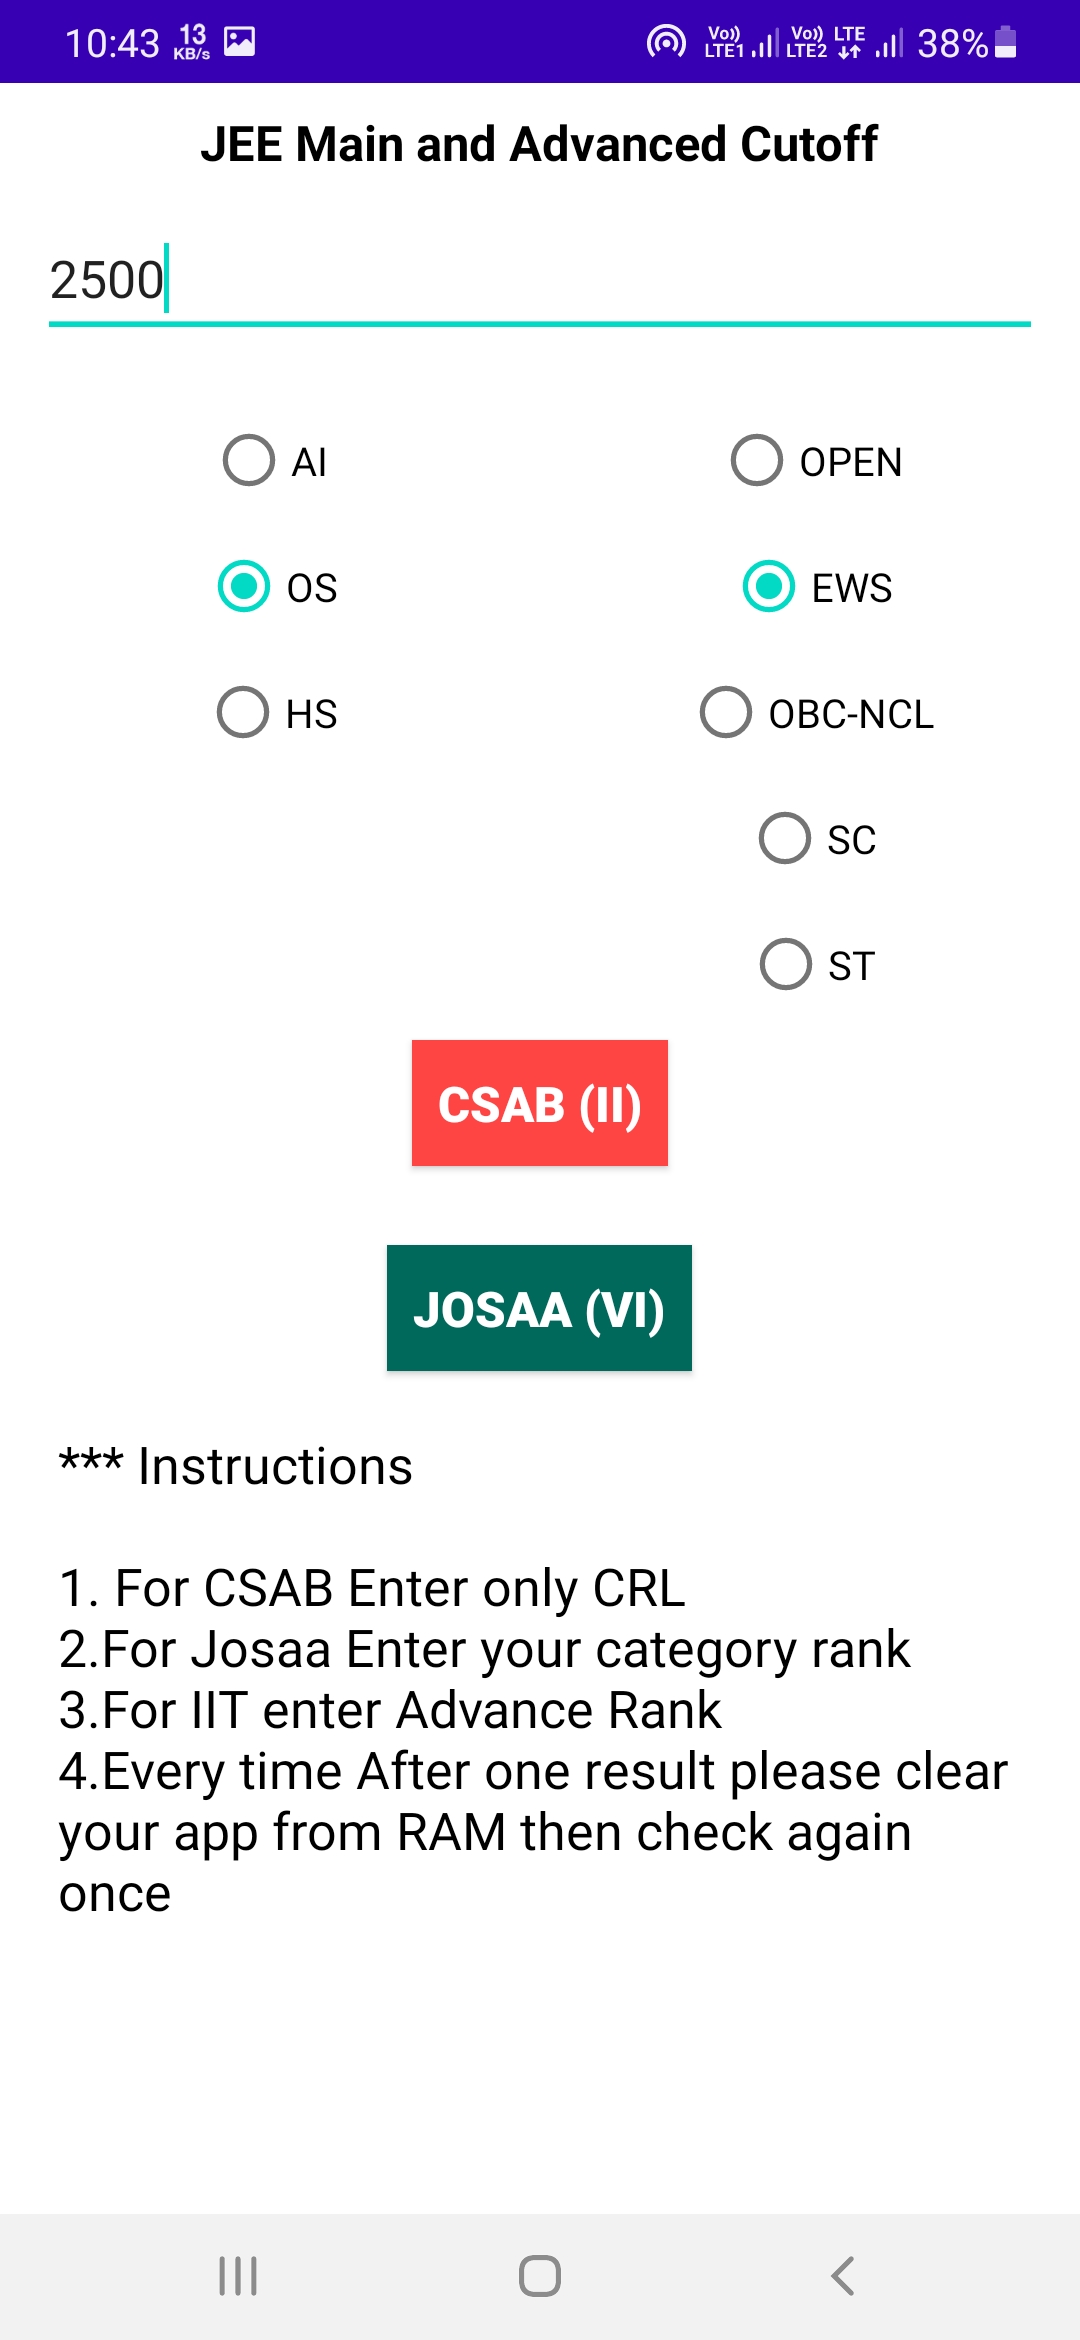 10:43 13 KB/s Vo)) LTE1 Vo)) LTE2 LTE 38%
JEE Main and Advanced Cutoff
2500
AI OPEN
OS EWS
HS OBC-NCL
SC
ST
CSAB (II)
JOSAA (VI)
*** Instructions
1. For CSAB Enter only CRL
2.For Josaa Enter your category rank
3.For IIT enter Advance Rank
4.Every time After one result please clear
your app from RAM then check again
once